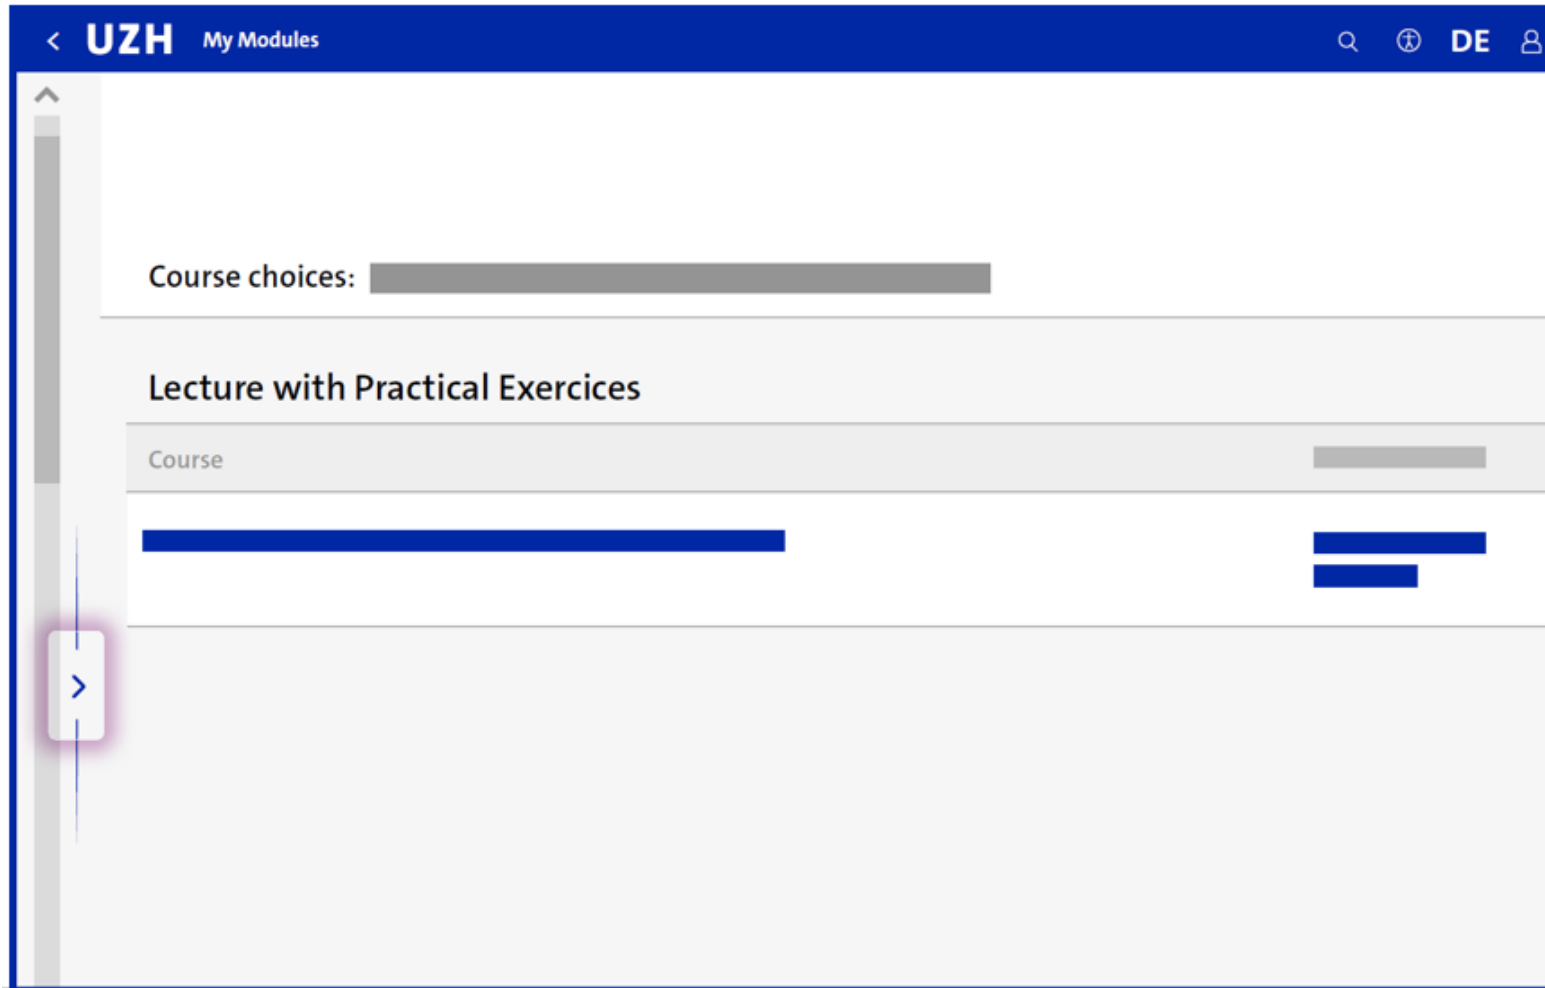 UZH My Modules DE
Course choices:
Lecture with Practical Exercices
Course